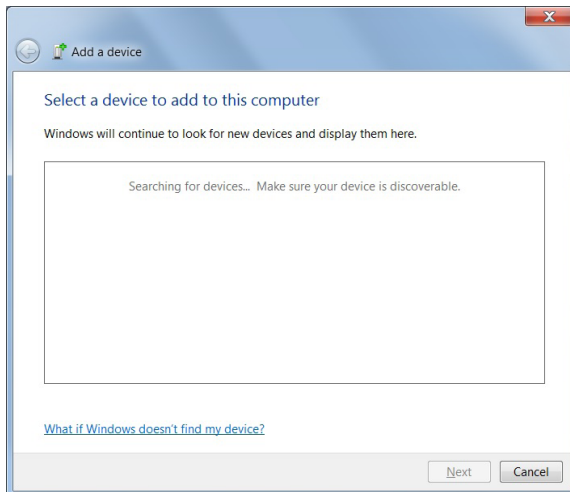 Add a device
Select a device to add to this computer
Windows will continue to look for new devices and display them here.
Searching for devices... Make sure your device is discoverable.
What if Windows doesn't find my device?
Next
Cancel